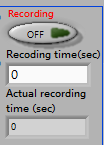 Recording
OFF
Recoding time(sec)
0
Actual recording
time (sec)
0